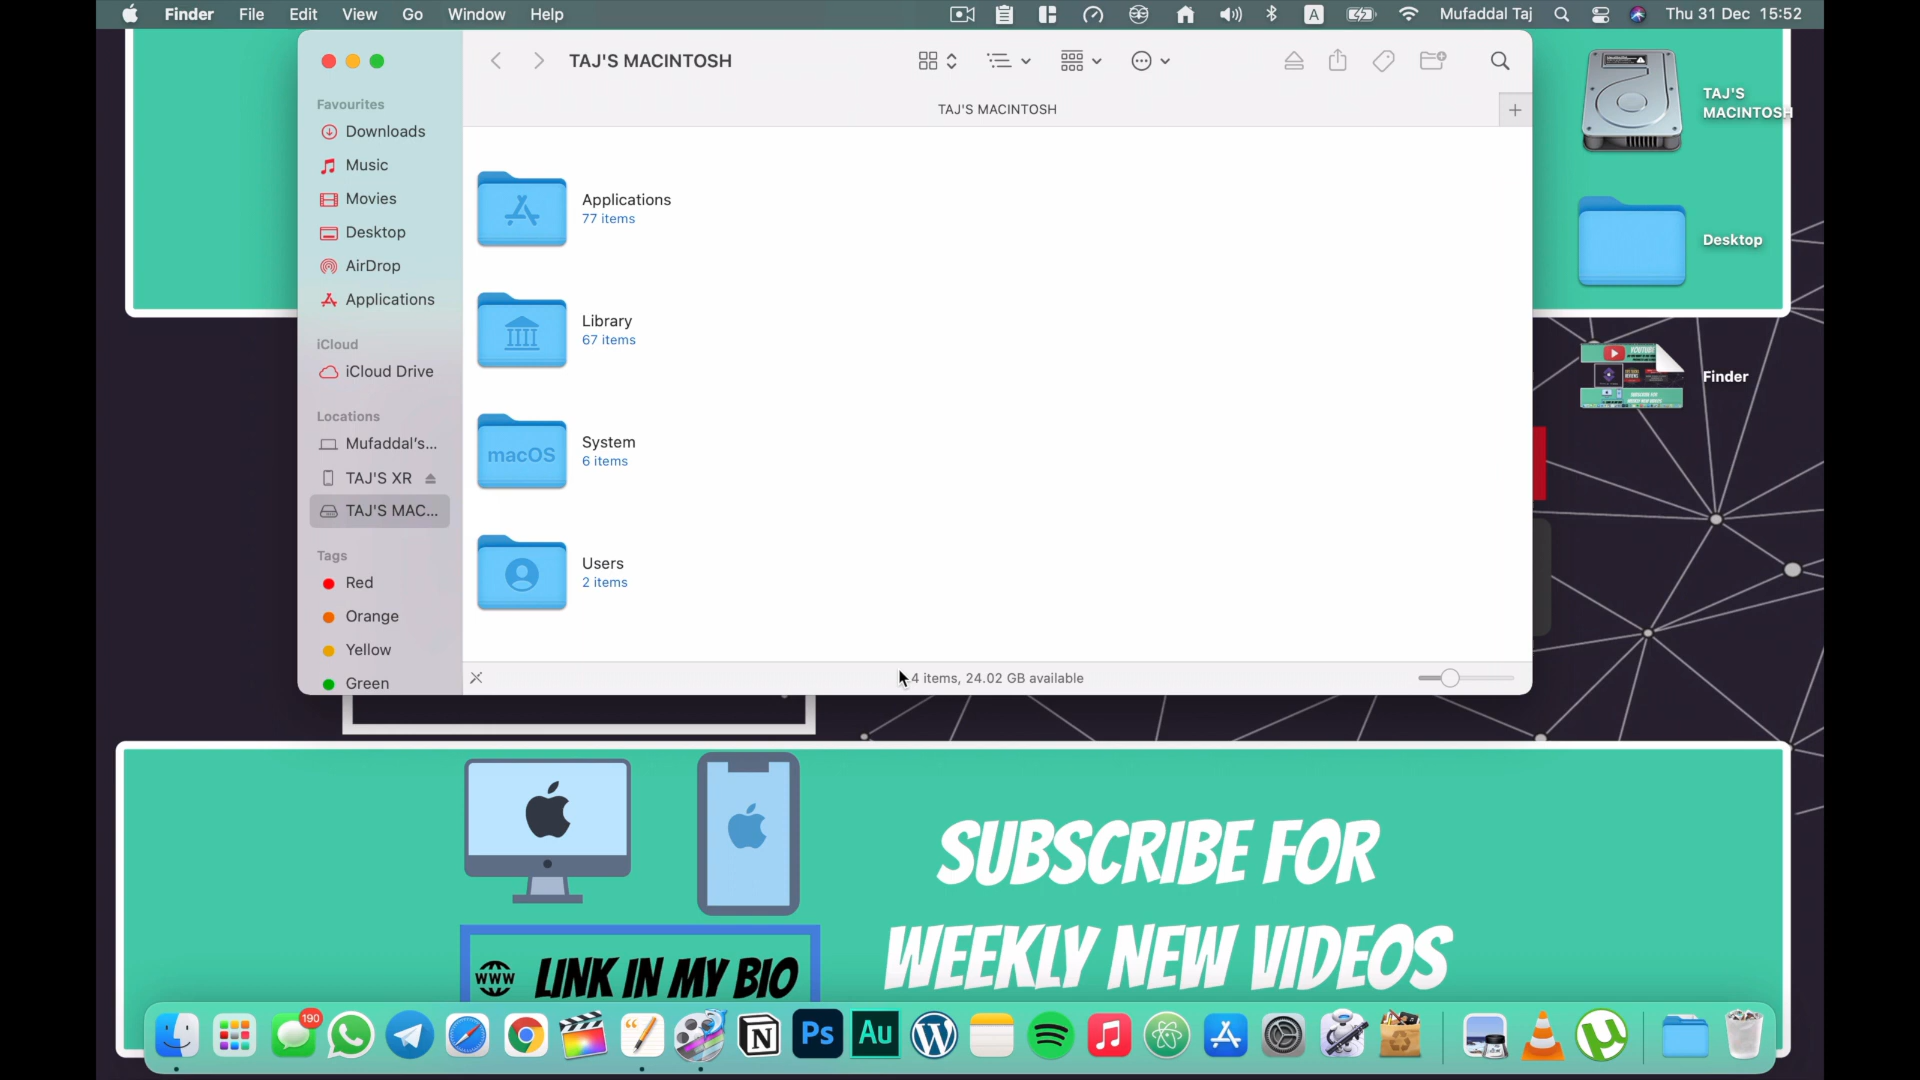 Finder File Edit View Go Window Help
A Mufaddal Taj Thu 31 Dec 15:52
TAJ'S MACINTOSH
TAJ'S MACINTOSH
Favourites
Downloads
Music
Movies
Desktop
AirDrop
Applications
iCloud
iCloud Drive
Locations
Mufaddal's...
TAJ'S XR
TAJ'S MAC...
Tags
Red
Orange
Yellow
Green
Applications
77 items
Library
67 items
macOS
System
6 items
Users
2 items
4 items, 24.02 GB available
TAJ'S
MACINTOSH
Desktop
Finder
SUBSCRIBE FOR
WEEKLY NEW VIDEOS
WWW
LINK IN MY BIO
190
Ps
Au